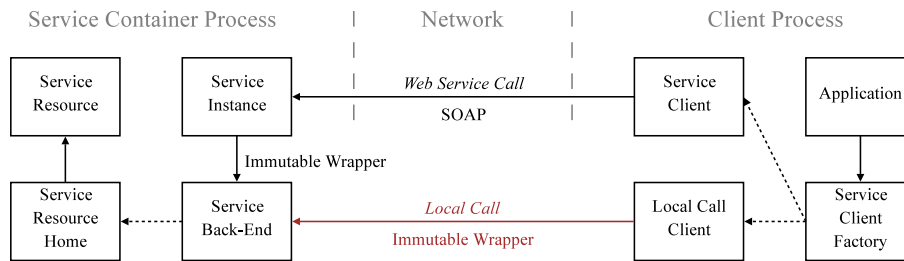 Service Container Process
Network
Client Process
Service
Resource
Service
Instance
Web Service Call
SOAP
Service
Client
Application
Immutable Wrapper
Service
Resource
Home
Service
Back-End
Local Call
Immutable Wrapper
Local Call
Client
Service
Client
Factory